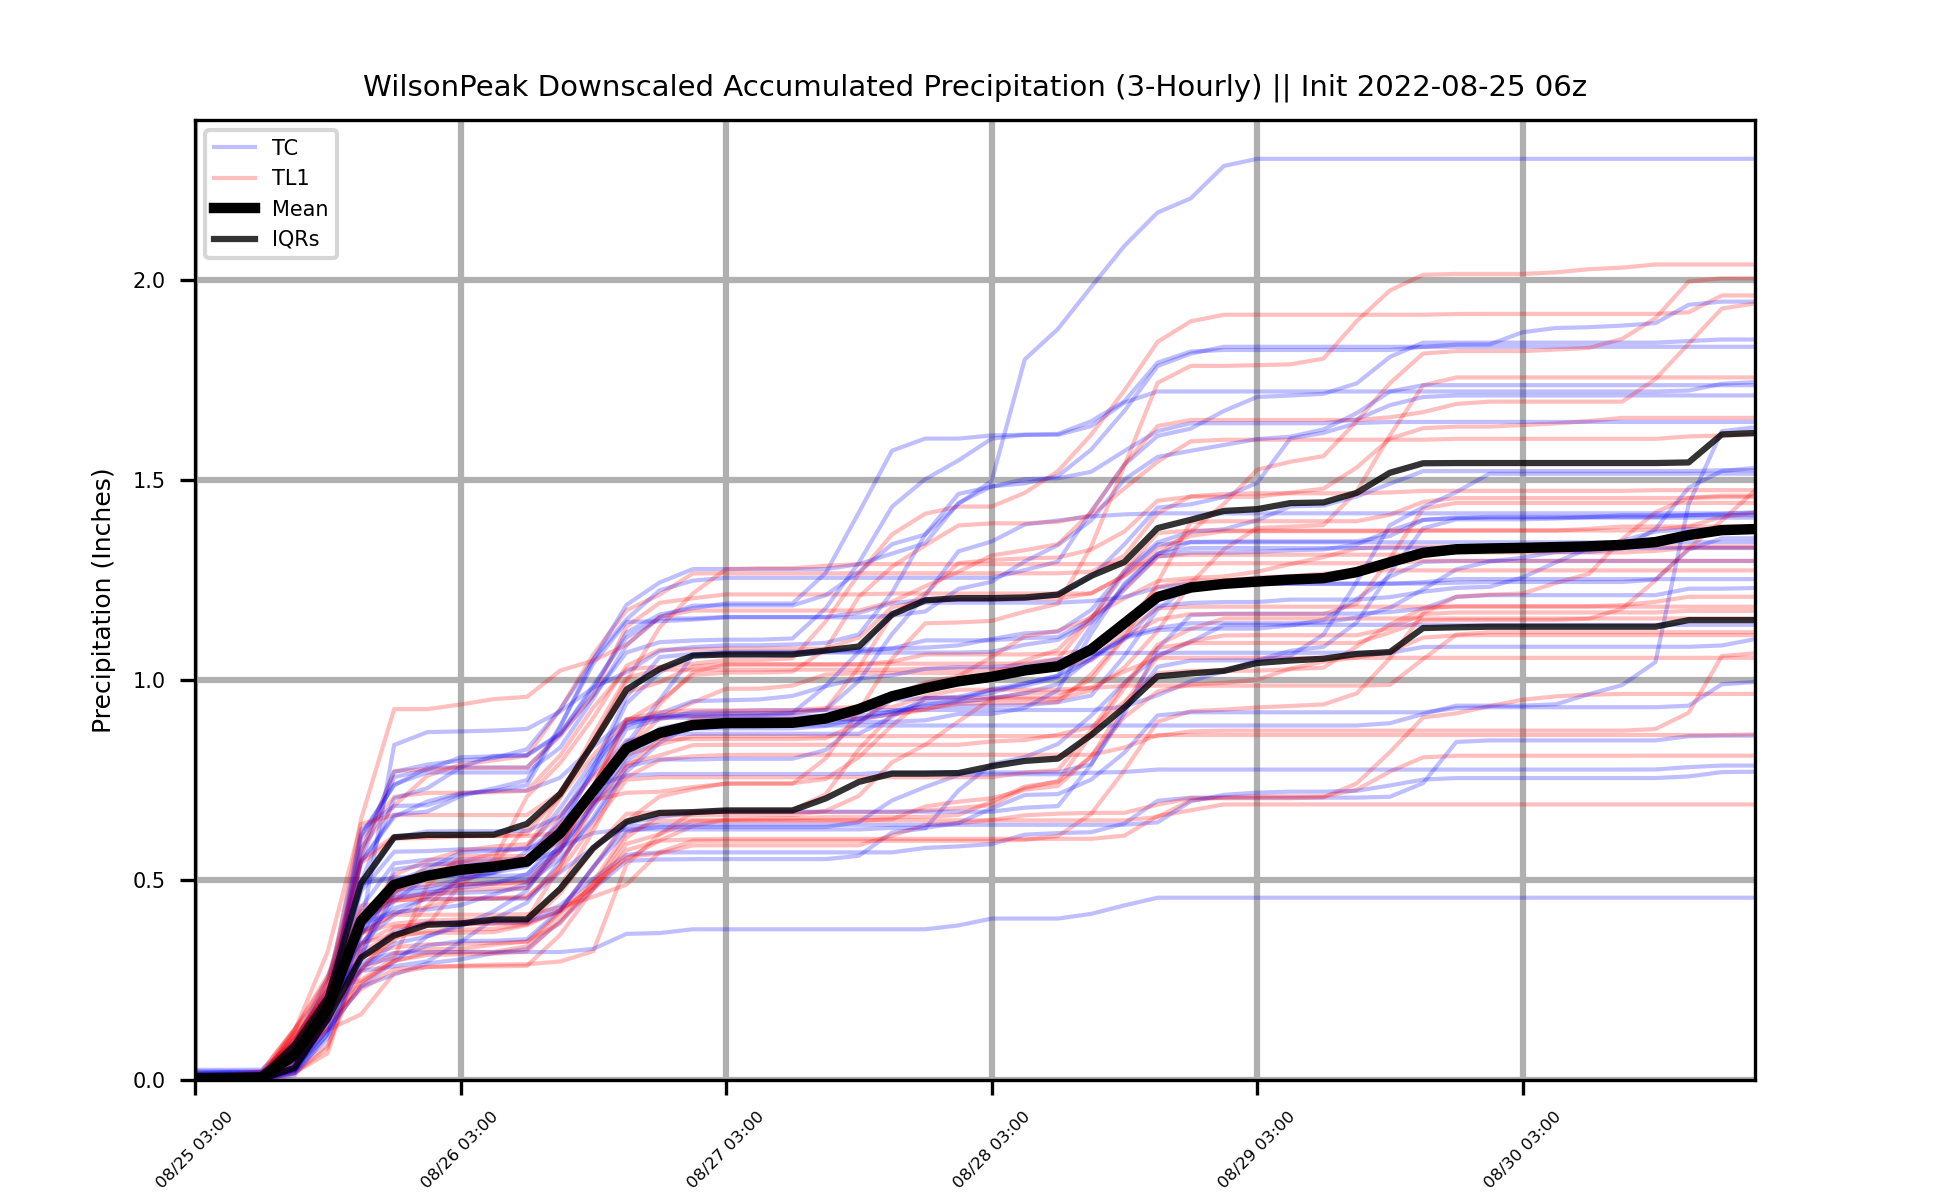 WilsonPeak Downscaled Accumulated Precipitation (3-Hourly) || Init 2022-08-25 06z
TC
TL1
Mean
IQRs
Precipitation (Inches)
2.0
1.5
1.0
0.5
0.0
08/25 03:00
08/26 03:00
08/27 03:00
08/28 03:00
08/29 03:00
08/30 03:00